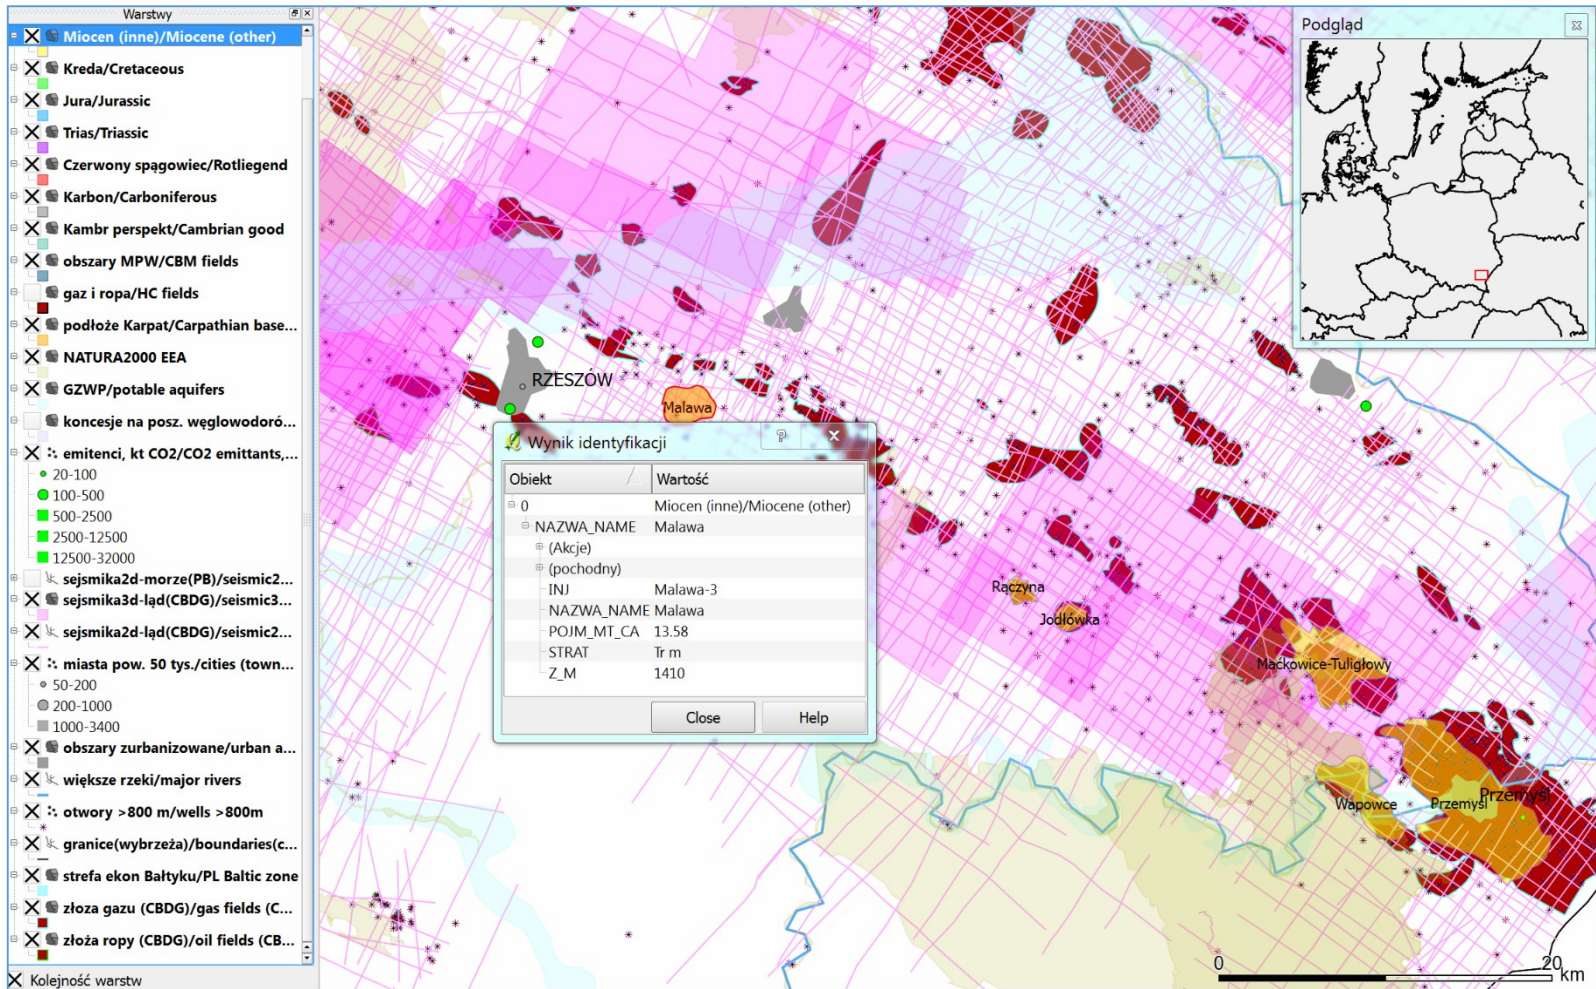 Warstwy
Miocen (inne)/Miocene (other)
Kreda/Cretaceous
Jura/Jurassic
Trias/Triassic
Czerwony spągowiec/Rotliegend
Karbon/Carboniferous
Kambr perspekt/Cambrian good
obszary MPW/CBM fields
gaz i ropa/HC fields
podłoże Karpat/Carpathian base...
NATURA2000 EEA
GZWP/potable aquifers
koncesje na posz. węglowodoró...
emitenci, kt CO2/CO2 emittants,...
20-100
100-500
500-2500
2500-12500
12500-32000
sejsmika2d-morze(PB)/seismic2...
sejsmika3d-ląd(CBDG)/seismic3...
sejsmika2d-ląd(CBDG)/seismic2...
miasta pow. 50 tys./cities (town...
50-200
200-1000
1000-3400
obszary zurbanizowane/urban a...
większe rzeki/major rivers
otwory >800 m/wells >800m
granice(wybrzeża)/boundaries(c...
strefa ekon Bałtyku/PL Baltic zone
złoza gazu (CBDG)/gas fields (C...
złoża ropy (CBDG)/oil fields (CB...
Kolejność warstw
Podgląd
RZESZÓW
Malawa
Wynik identyfikacji
?
X
Obiekt Wartość
0 Miocen (inne)/Miocene (other)
NAZWA_NAME Malawa
(Akcje)
(pochodny)
INJ Malawa-3
NAZWA_NAME Malawa
POJM_MT_CA 13.58
STRAT Tr m
Z_M 1410
Close Help
Rączyna
Jodłówka
Maćkowice-Tuligłowy
Wapowce
Przemyśl
Przemyśl
0 20
km